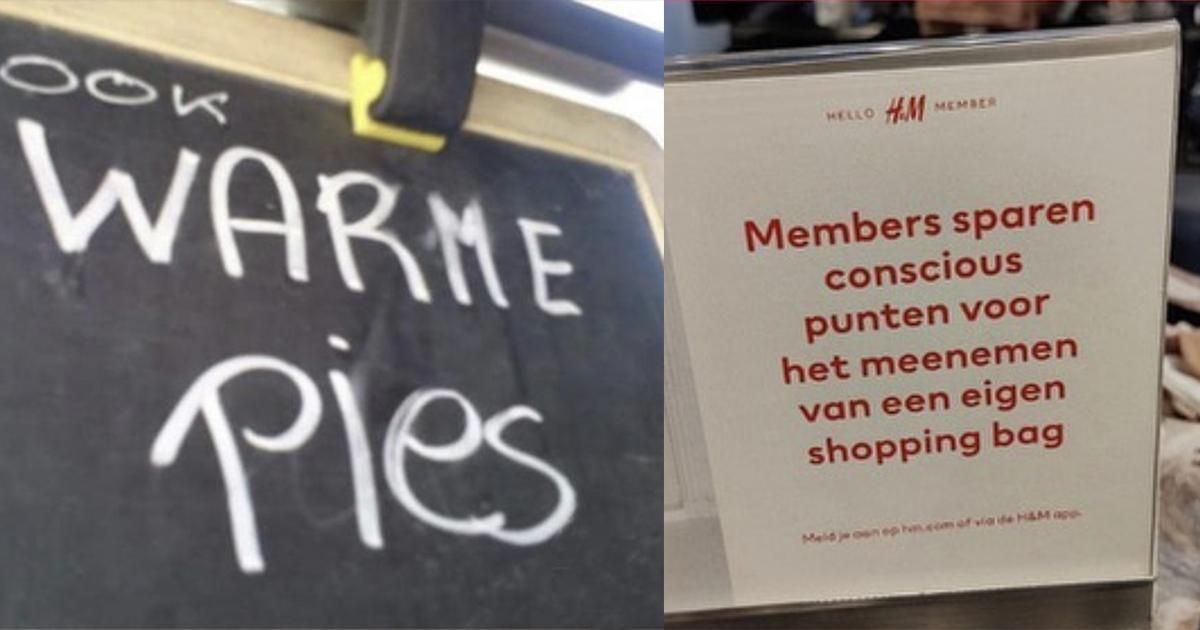 OOK
WARME
Pies
HELLO H&M MEMBER
Members sparen
conscious
punten voor
het meenemen
van een eigen
shopping bag
Meld je aan op hm.com of via de H&M app.